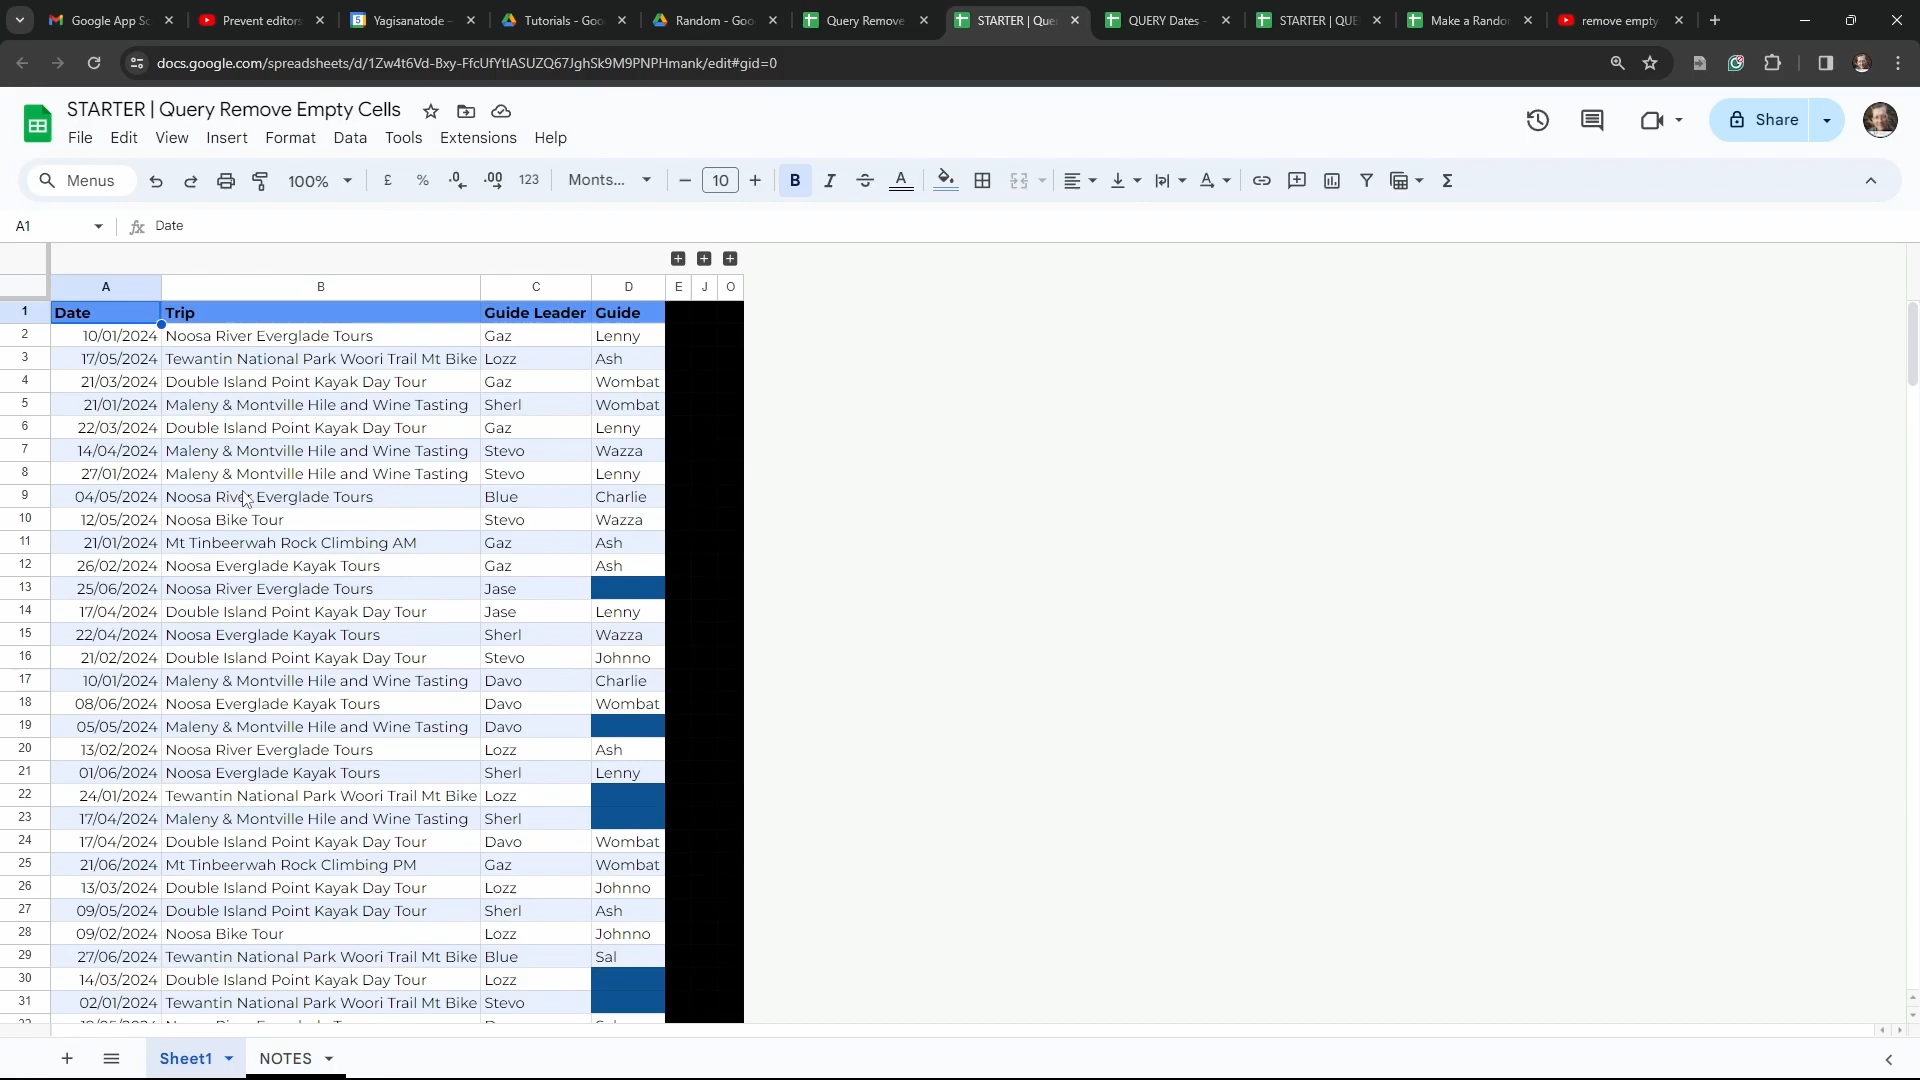 Google App Sc
Prevent editors
Yagisanatode -
Tutorials - Goo
Random - Goo
Query Remove
STARTER | Que
QUERY Dates -
STARTER | QUE
Make a Rando
remove empty
docs.google.com/spreadsheets/d/1Zw4t6Vd-Bxy-FfcUfYtIASUZQ67JghSk9M9PNPHmank/edit#gid=0
STARTER | Query Remove Empty Cells
File Edit View Insert Format Data Tools Extensions Help
Share
Menus 100% £ % .0 .00 123 Monts... 10 B I A Σ
A1 fx Date
A B C D E J O
1 Date Trip Guide Leader Guide
2 10/01/2024 Noosa River Everglade Tours Gaz Lenny
3 17/05/2024 Tewantin National Park Woori Trail Mt Bike Lozz Ash
4 21/03/2024 Double Island Point Kayak Day Tour Gaz Wombat
5 21/01/2024 Maleny & Montville Hile and Wine Tasting Sherl Wombat
6 22/03/2024 Double Island Point Kayak Day Tour Gaz Lenny
7 14/04/2024 Maleny & Montville Hile and Wine Tasting Stevo Wazza
8 27/01/2024 Maleny & Montville Hile and Wine Tasting Stevo Lenny
9 04/05/2024 Noosa River Everglade Tours Blue Charlie
10 12/05/2024 Noosa Bike Tour Stevo Wazza
11 21/01/2024 Mt Tinbeerwah Rock Climbing AM Gaz Ash
12 26/02/2024 Noosa Everglade Kayak Tours Gaz Ash
13 25/06/2024 Noosa River Everglade Tours Jase
14 17/04/2024 Double Island Point Kayak Day Tour Jase Lenny
15 22/04/2024 Noosa Everglade Kayak Tours Sherl Wazza
16 21/02/2024 Double Island Point Kayak Day Tour Stevo Johnno
17 10/01/2024 Maleny & Montville Hile and Wine Tasting Davo Charlie
18 08/06/2024 Noosa Everglade Kayak Tours Davo Wombat
19 05/05/2024 Maleny & Montville Hile and Wine Tasting Davo
20 13/02/2024 Noosa River Everglade Tours Lozz Ash
21 01/06/2024 Noosa Everglade Kayak Tours Sherl Lenny
22 24/01/2024 Tewantin National Park Woori Trail Mt Bike Lozz
23 17/04/2024 Maleny & Montville Hile and Wine Tasting Sherl
24 17/04/2024 Double Island Point Kayak Day Tour Davo Wombat
25 21/06/2024 Mt Tinbeerwah Rock Climbing PM Gaz Wombat
26 13/03/2024 Double Island Point Kayak Day Tour Lozz Johnno
27 09/05/2024 Double Island Point Kayak Day Tour Sherl Ash
28 09/02/2024 Noosa Bike Tour Lozz Johnno
29 27/06/2024 Tewantin National Park Woori Trail Mt Bike Blue Sal
30 14/03/2024 Double Island Point Kayak Day Tour Lozz
31 02/01/2024 Tewantin National Park Woori Trail Mt Bike Stevo
Sheet1 NOTES